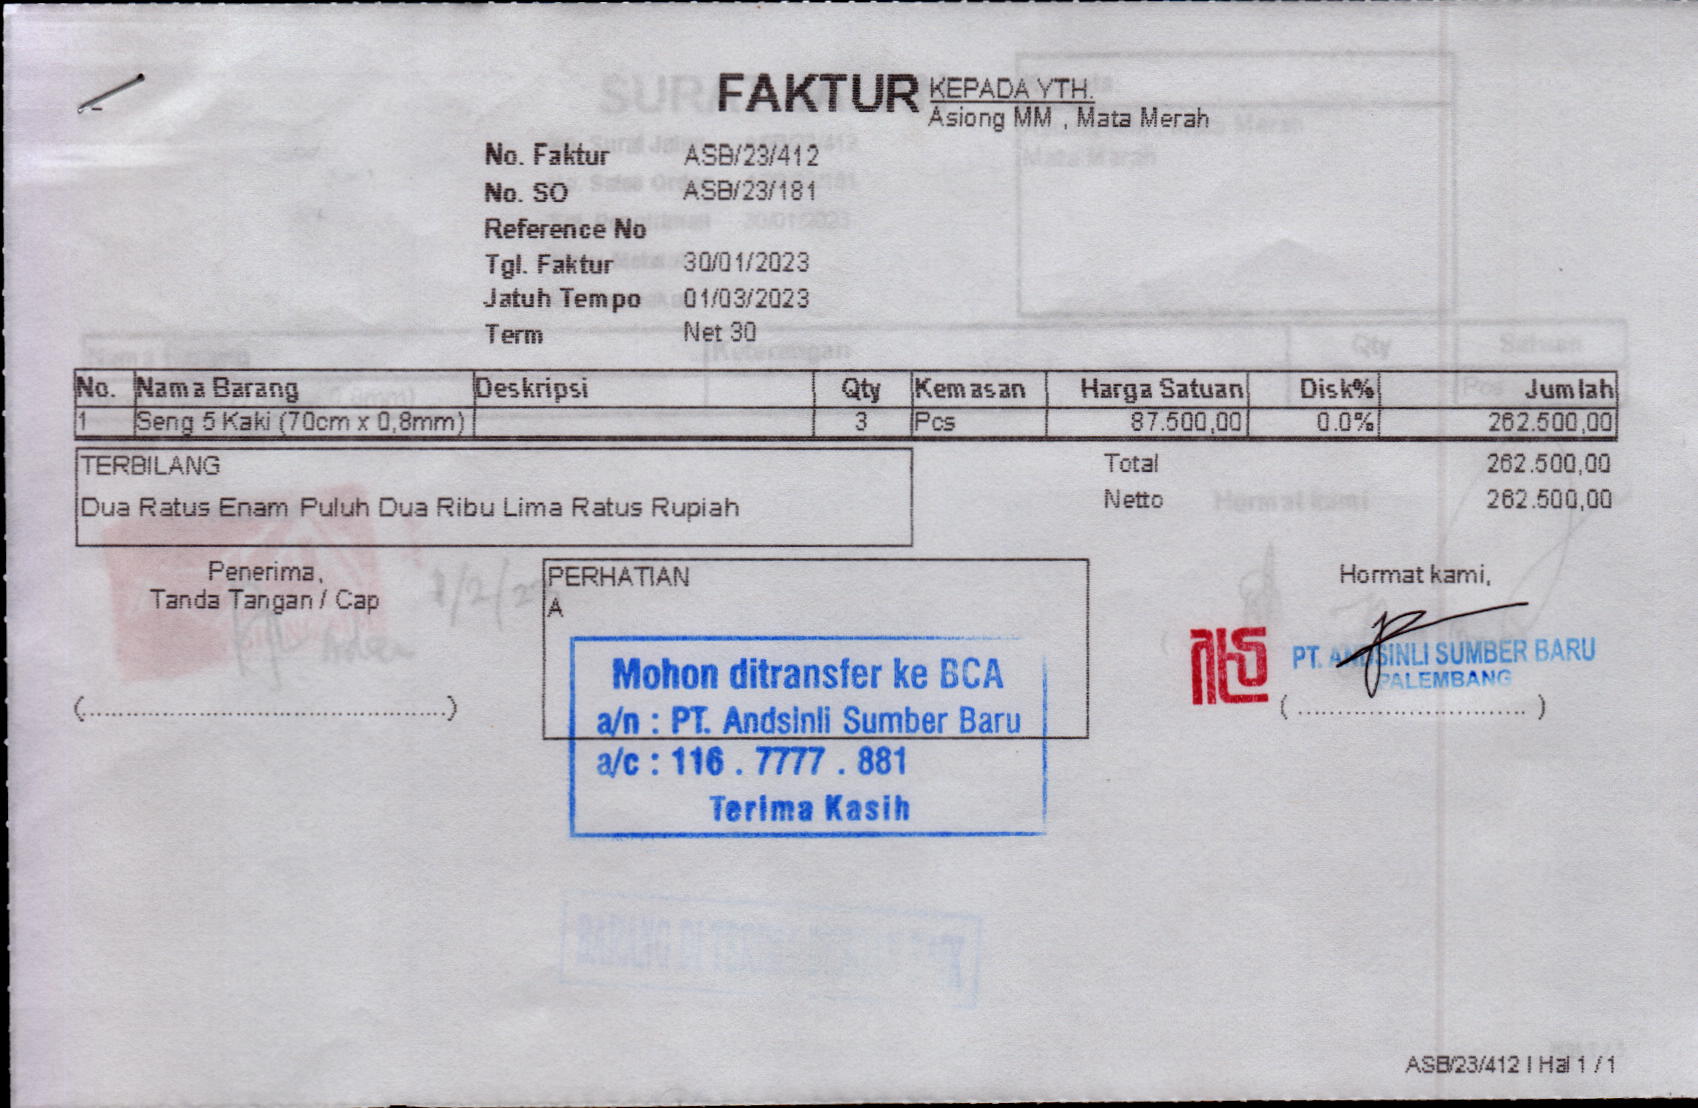 FAKTUR
KEPADA YTH.
Asiong MM , Mata Merah
No. Faktur ASB/23/412
No. SO ASB/23/181
Reference No
Tgl. Faktur 30/01/2023
Jatuh Tempo 01/03/2023
Term Net 30
No. Nama Barang Deskripsi Qty Kemasan Harga Satuan Disk% Jumlah
1 Seng 5 Kaki (70cm x 0,8mm) 3 Pcs 87.500,00 0.0% 262.500,00
TERBILANG
Dua Ratus Enam Puluh Dua Ribu Lima Ratus Rupiah
Total 262.500,00
Netto 262.500,00
Penerima,
Tanda Tangan / Cap
(..............................................)
PERHATIAN
A
Mohon ditransfer ke BCA
a/n : PT. Andsinli Sumber Baru
a/c : 116 . 7777 . 881
Terima Kasih
Hormat kami,
PT. ANDSINLI SUMBER BARU
PALEMBANG
( ............................. )
ASB/23/412 | Hal 1 / 1